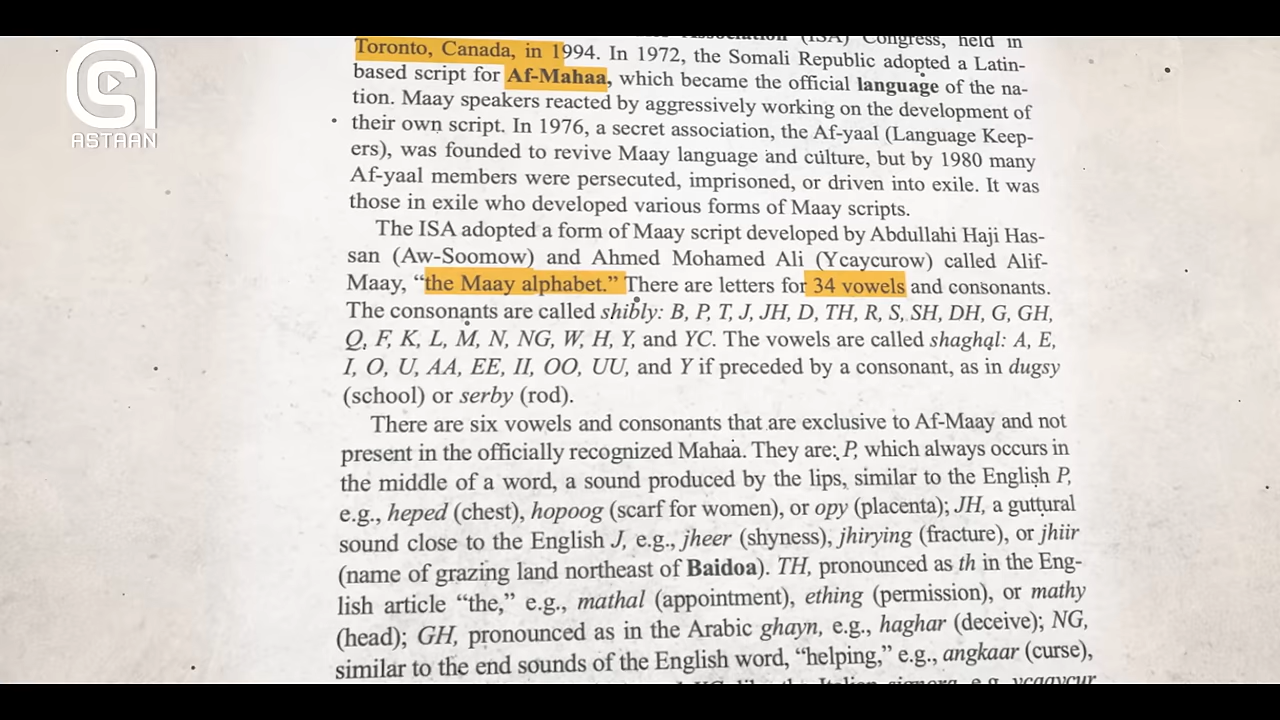 ASTAAN
Association (ISA) Congress, held in
Toronto, Canada, in 1994. In 1972, the Somali Republic adopted a Latin-
based script for Af-Mahaa, which became the official language of the na-
tion. Maay speakers reacted by aggressively working on the development of
their own script. In 1976, a secret association, the Af-yaal (Language Keep-
ers), was founded to revive Maay language and culture, but by 1980 many
Af-yaal members were persecuted, imprisoned, or driven into exile. It was
those in exile who developed various forms of Maay scripts.
The ISA adopted a form of Maay script developed by Abdullahi Haji Has-
san (Aw-Soomow) and Ahmed Mohamed Ali (Ycaycurow) called Alif-
Maay, “the Maay alphabet.” There are letters for 34 vowels and consonants.
The consonants are called shibly: B, P, T, J, JH, D, TH, R, S, SH, DH, G, GH,
Q, F, K, L, M, N, NG, W, H, Y, and YC. The vowels are called shaghal: A, E,
I, O, U, AA, EE, II, OO, UU, and Y if preceded by a consonant, as in dugsy
(school) or serby (rod).
There are six vowels and consonants that are exclusive to Af-Maay and not
present in the officially recognized Mahaa. They are: P, which always occurs in
the middle of a word, a sound produced by the lips, similar to the English P,
e.g., heped (chest), hopoog (scarf for women), or opy (placenta); JH, a guttural
sound close to the English J, e.g., jheer (shyness), jhirying (fracture), or jhiir
(name of grazing land northeast of Baidoa). TH, pronounced as th in the Eng-
lish article “the,” e.g., mathal (appointment), ething (permission), or mathy
(head); GH, pronounced as in the Arabic ghayn, e.g., haghar (deceive); NG,
similar to the end sounds of the English word, “helping,” e.g., angkaar (curse),
like the Italian signora, e.g. ycaaycur